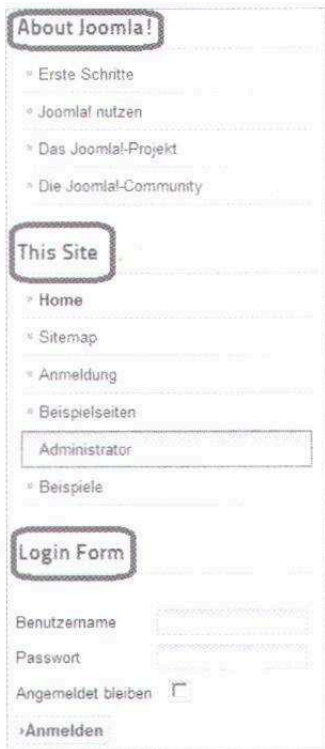 About Joomla!
Erste Schritte
Joomla! nutzen
Das Joomla!-Projekt
Die Joomla!-Community
This Site
Home
Sitemap
Anmeldung
Beispielseiten
Administrator
Beispiele
Login Form
Benutzername
Passwort
Angemeldet bleiben
›Anmelden